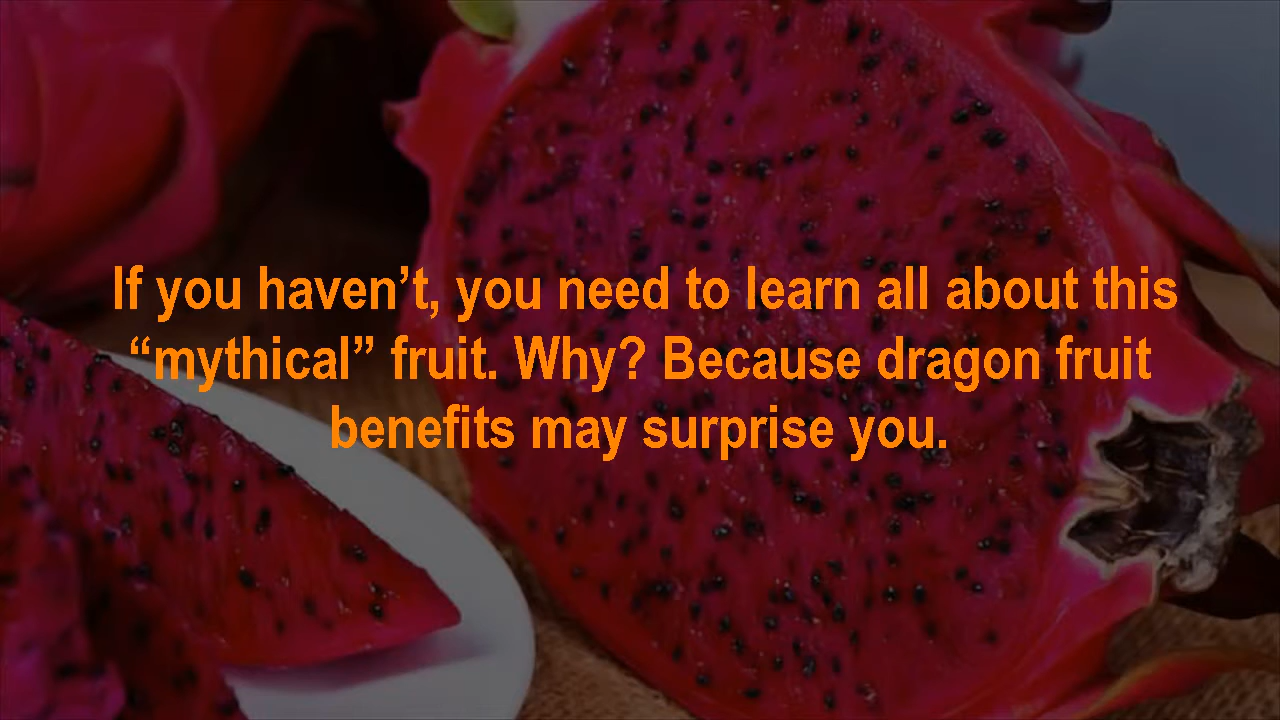 If you haven’t, you need to learn all about this
“mythical” fruit. Why? Because dragon fruit
benefits may surprise you.